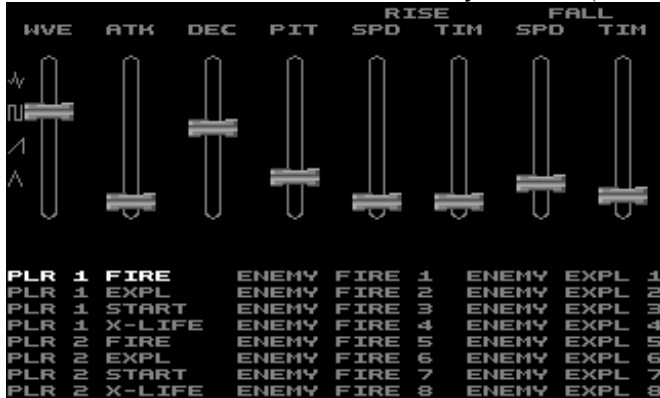 RISE FALL
WVE ATK DEC PIT SPD TIM SPD TIM
PLR 1 FIRE ENEMY FIRE 1 ENEMY EXPL 1
PLR 1 EXPL ENEMY FIRE 2 ENEMY EXPL 2
PLR 1 START ENEMY FIRE 3 ENEMY EXPL 3
PLR 1 X-LIFE ENEMY FIRE 4 ENEMY EXPL 4
PLR 2 FIRE ENEMY FIRE 5 ENEMY EXPL 5
PLR 2 EXPL ENEMY FIRE 6 ENEMY EXPL 6
PLR 2 START ENEMY FIRE 7 ENEMY EXPL 7
PLR 2 X-LIFE ENEMY FIRE 8 ENEMY EXPL 8